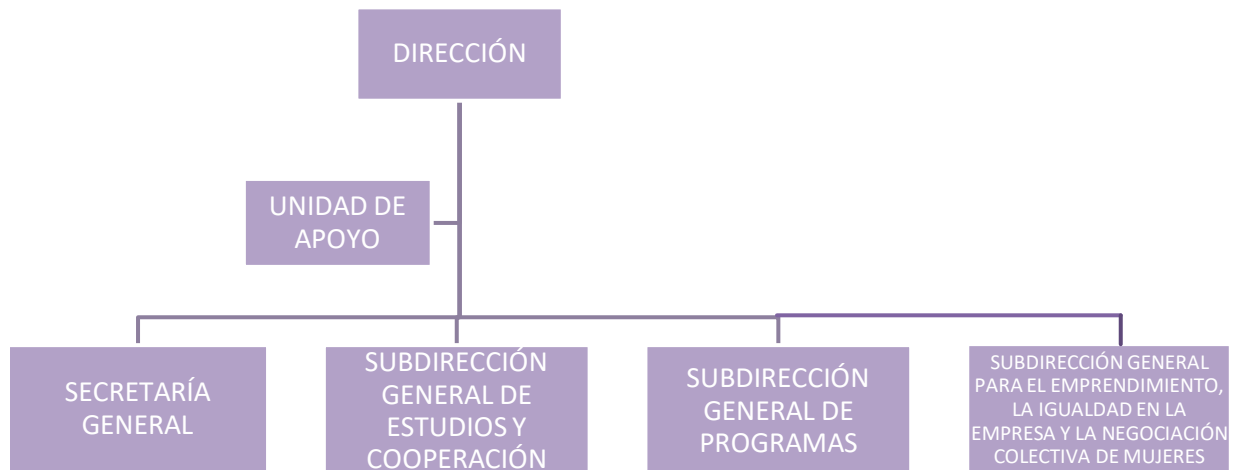 DIRECCIÓN
UNIDAD DE
APOYO
SECRETARÍA
GENERAL
SUBDIRECCIÓN
GENERAL DE
ESTUDIOS Y
COOPERACIÓN
SUBDIRECCIÓN
GENERAL DE
PROGRAMAS
SUBDIRECCIÓN GENERAL
PARA EL EMPRENDIMIENTO,
LA IGUALDAD EN LA
EMPRESA Y LA NEGOCIACIÓN
COLECTIVA DE MUJERES